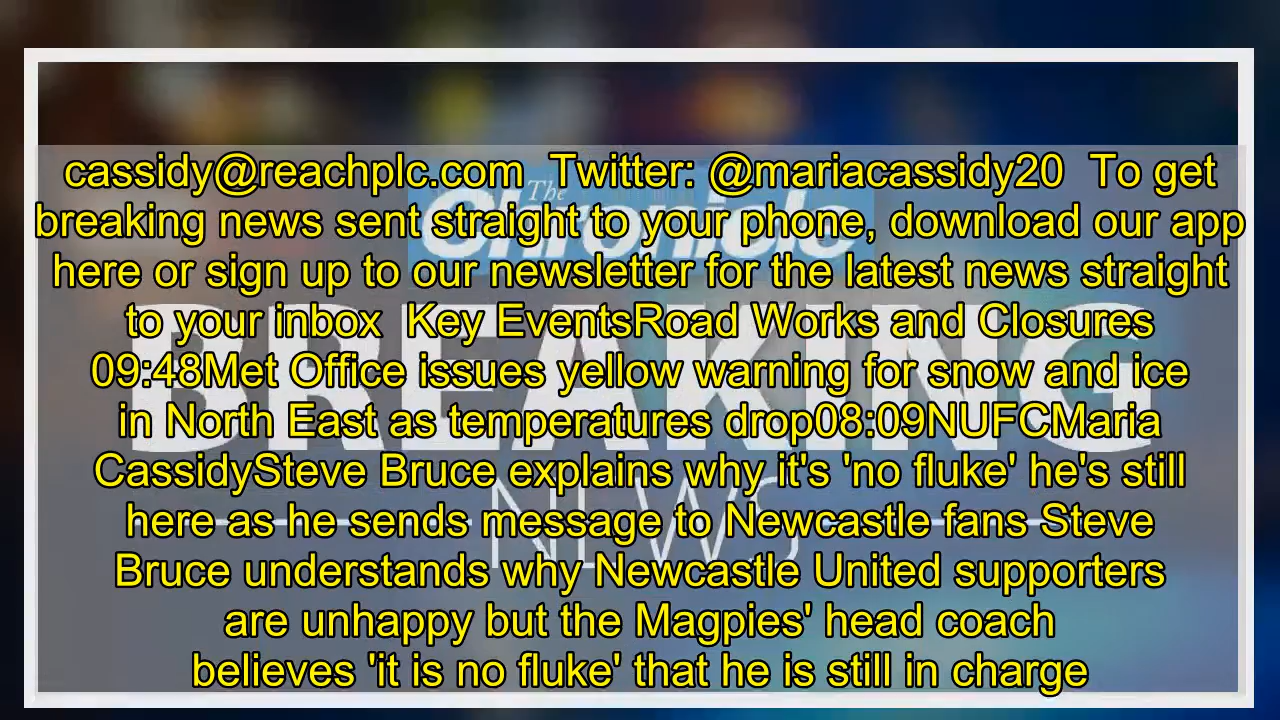 cassidy@reachplc.com  Twitter: @mariacassidy20  To get
breaking news sent straight to your phone, download our app
here or sign up to our newsletter for the latest news straight
to your inbox  Key EventsRoad Works and Closures
09:48Met Office issues yellow warning for snow and ice
in North East as temperatures drop08:09NUFCMaria
CassidySteve Bruce explains why it's 'no fluke' he's still
here as he sends message to Newcastle fans Steve
Bruce understands why Newcastle United supporters
are unhappy but the Magpies' head coach
believes 'it is no fluke' that he is still in charge
The
Chronicle
BREAKING
NEWS